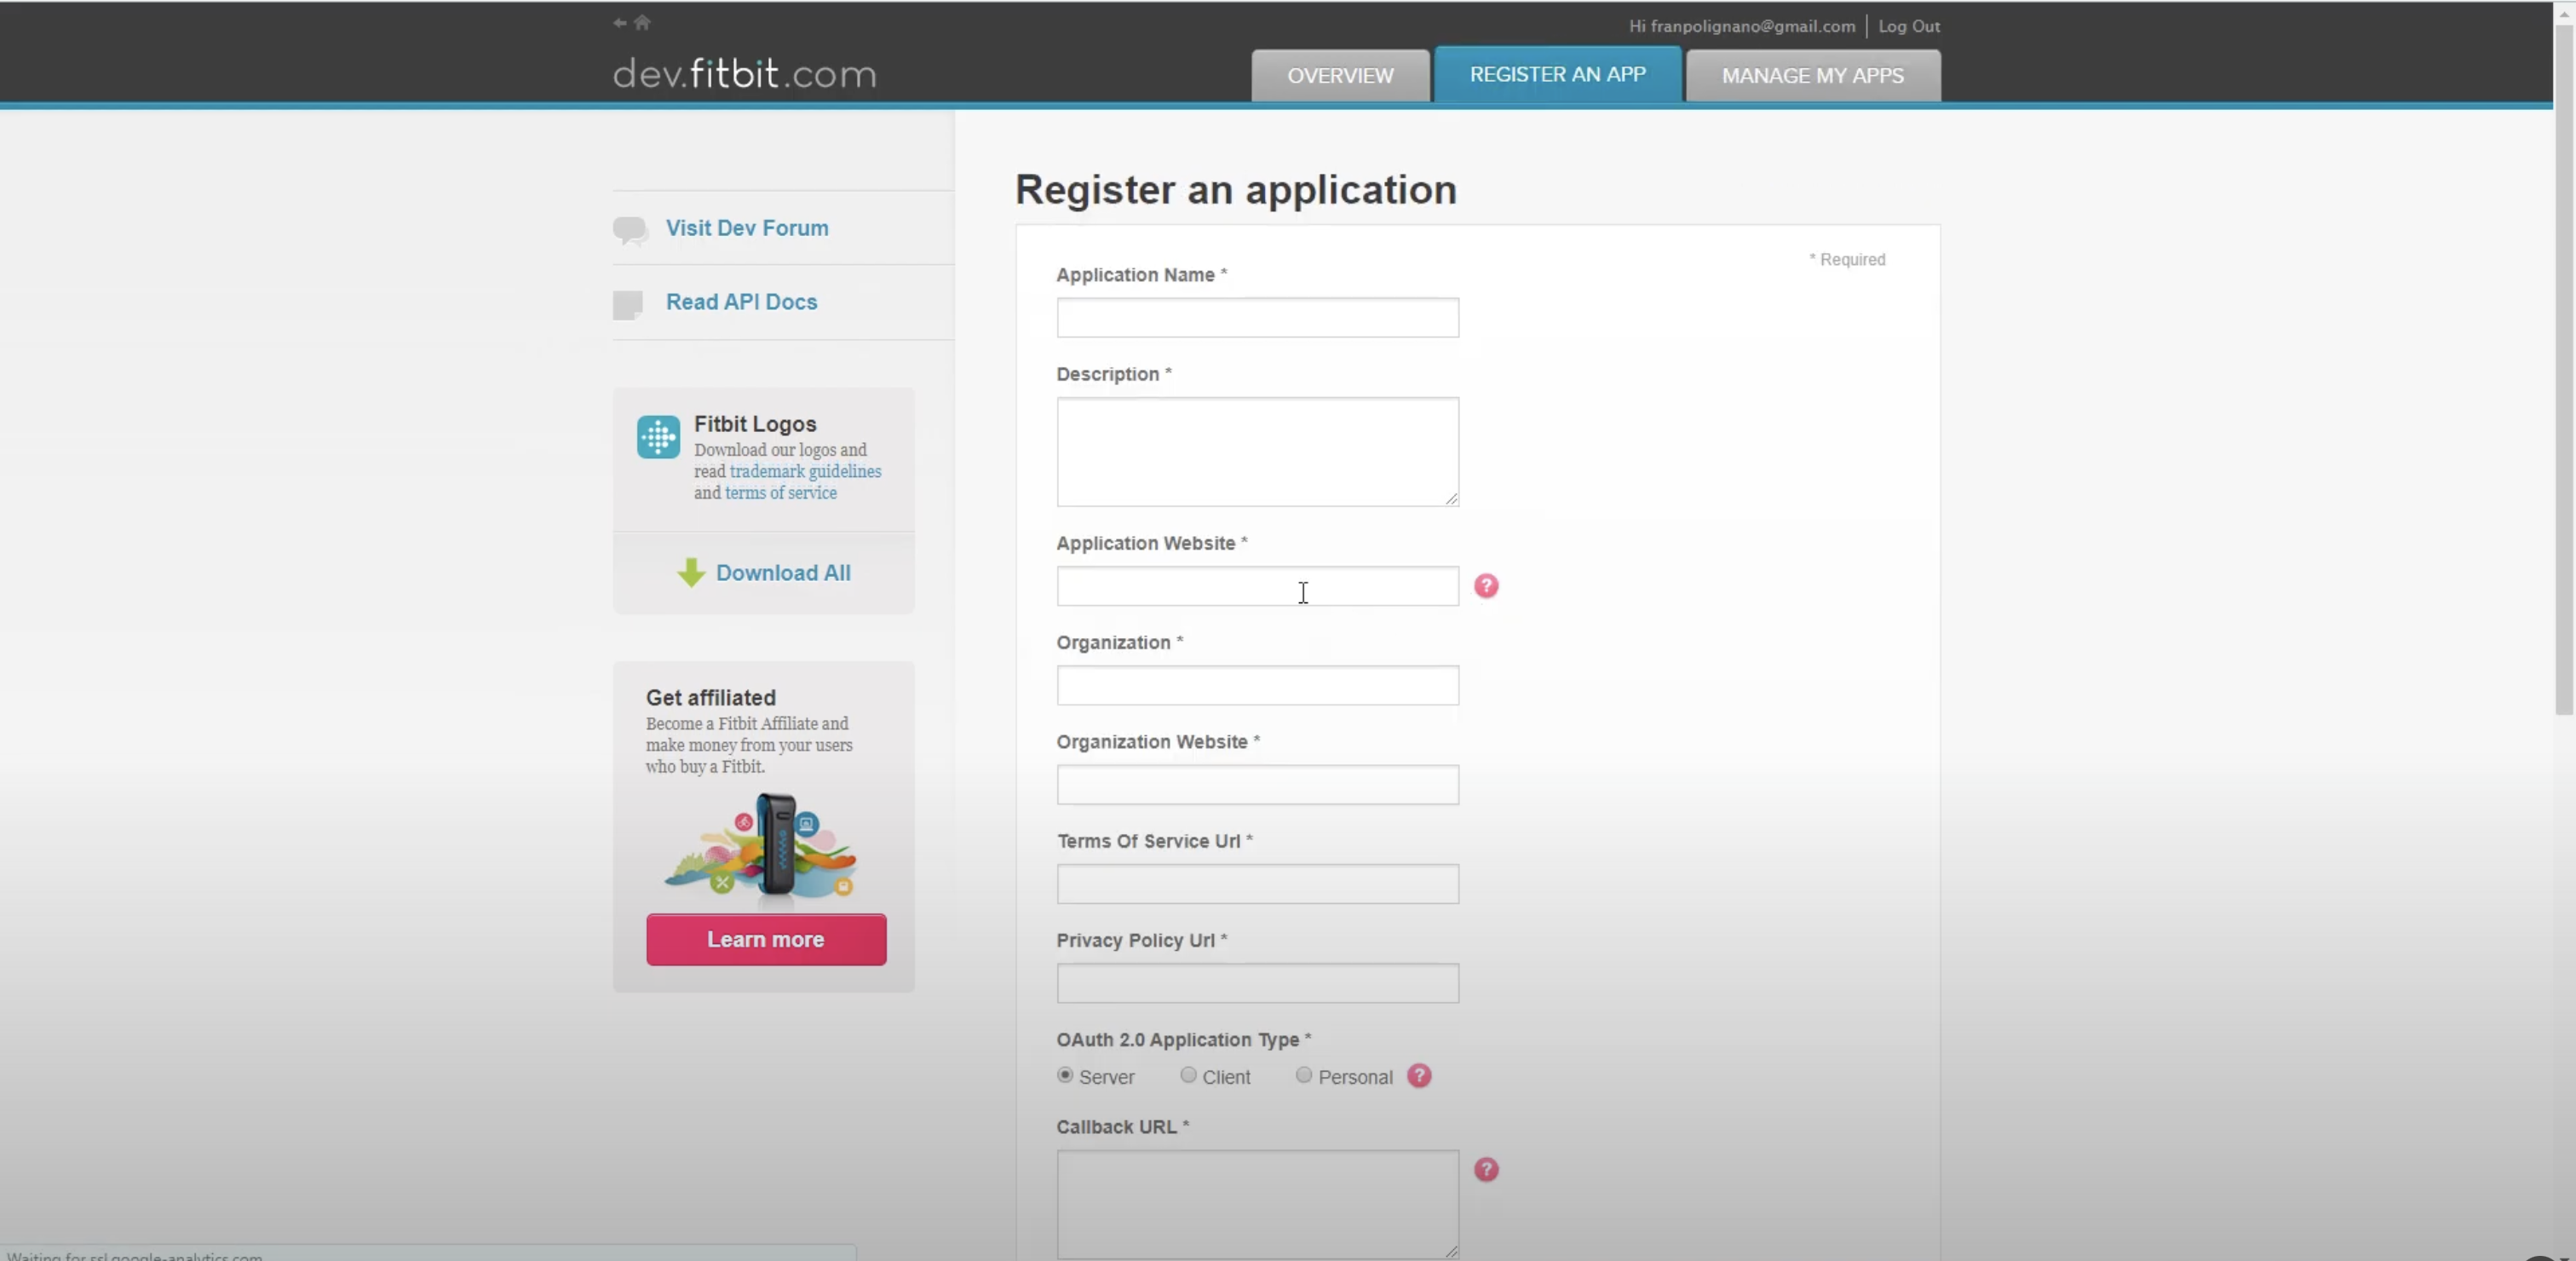 Hi franpolignano@gmail.com Log Out
dev.fitbit.com
OVERVIEW REGISTER AN APP MANAGE MY APPS
Visit Dev Forum
Read API Docs
Fitbit Logos
Download our logos and
read trademark guidelines
and terms of service
Download All
Get affiliated
Become a Fitbit Affiliate and
make money from your users
who buy a Fitbit.
Learn more
Register an application
* Required
Application Name *
Description *
Application Website *
?
Organization *
Organization Website *
Terms Of Service Url *
Privacy Policy Url *
OAuth 2.0 Application Type *
Server Client Personal ?
Callback URL *
?
Waiting for ssl.google-analytics.com